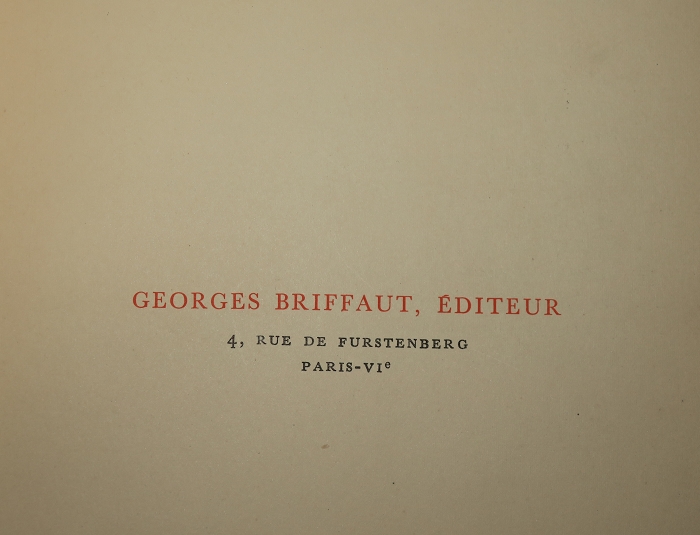 GEORGES BRIFFAUT, ÉDITEUR
4, RUE DE FURSTENBERG
PARIS-VIᵉ